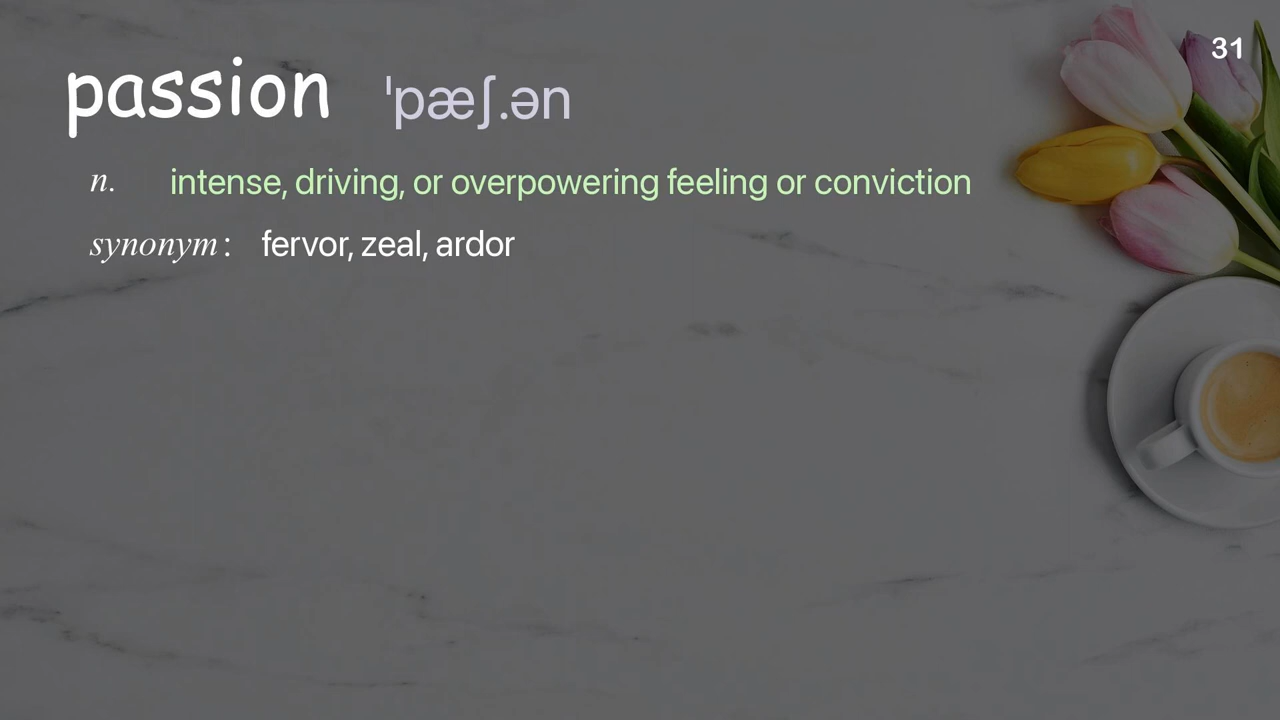 31
passion ˈpæʃ.ən
n. intense, driving, or overpowering feeling or conviction
synonym: fervor, zeal, ardor